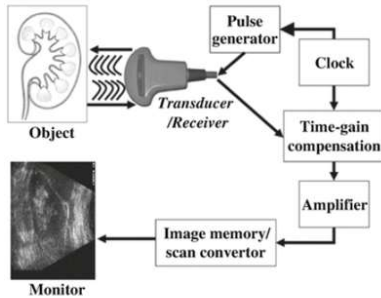 Pulse
generator
Clock
Object
Transducer
/Receiver
Time-gain
compensation
Amplifier
Image memory/
scan convertor
Monitor